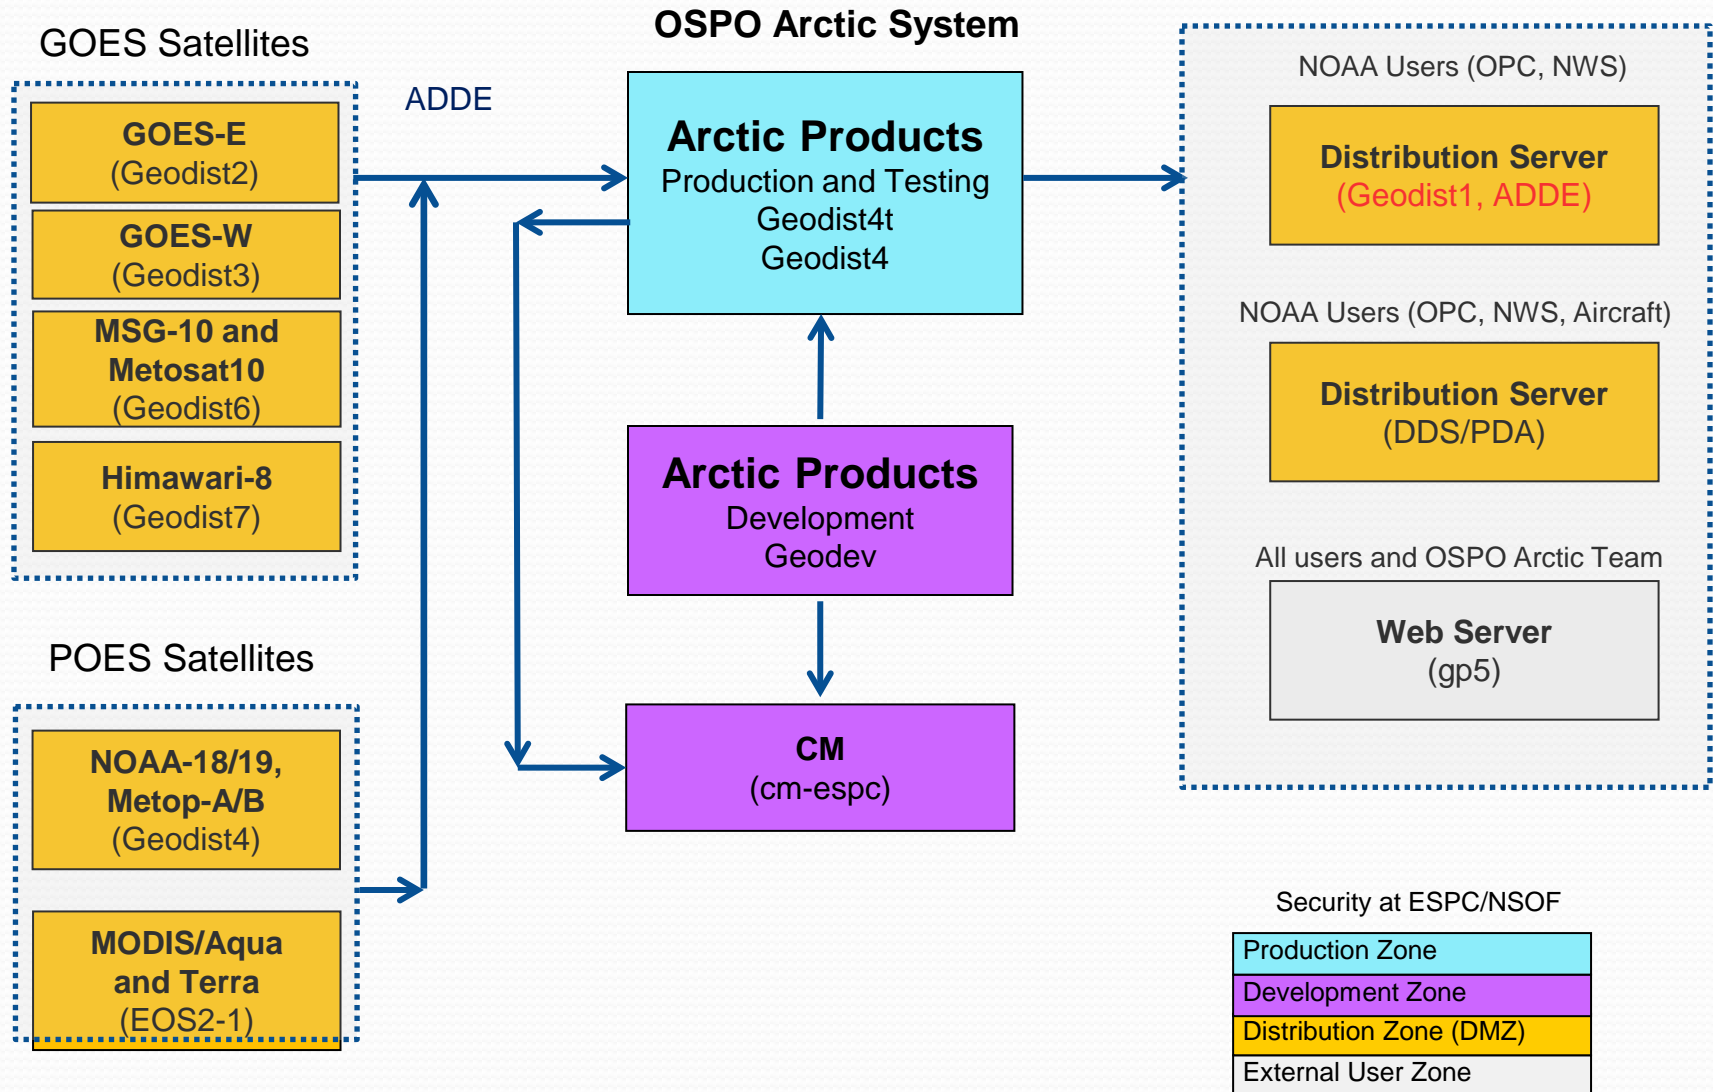 OSPO Arctic System
GOES Satellites
GOES-E
(Geodist2)
GOES-W
(Geodist3)
MSG-10 and
Metosat10
(Geodist6)
Himawari-8
(Geodist7)
POES Satellites
NOAA-18/19,
Metop-A/B
(Geodist4)
MODIS/Aqua
and Terra
(EOS2-1)
ADDE
Arctic Products
Production and Testing
Geodist4t
Geodist4
Arctic Products
Development
Geodev
CM
(cm-espc)
NOAA Users (OPC, NWS)
Distribution Server
(Geodist1, ADDE)
NOAA Users (OPC, NWS, Aircraft)
Distribution Server
(DDS/PDA)
All users and OSPO Arctic Team
Web Server
(gp5)
Security at ESPC/NSOF
Production Zone
Development Zone
Distribution Zone (DMZ)
External User Zone